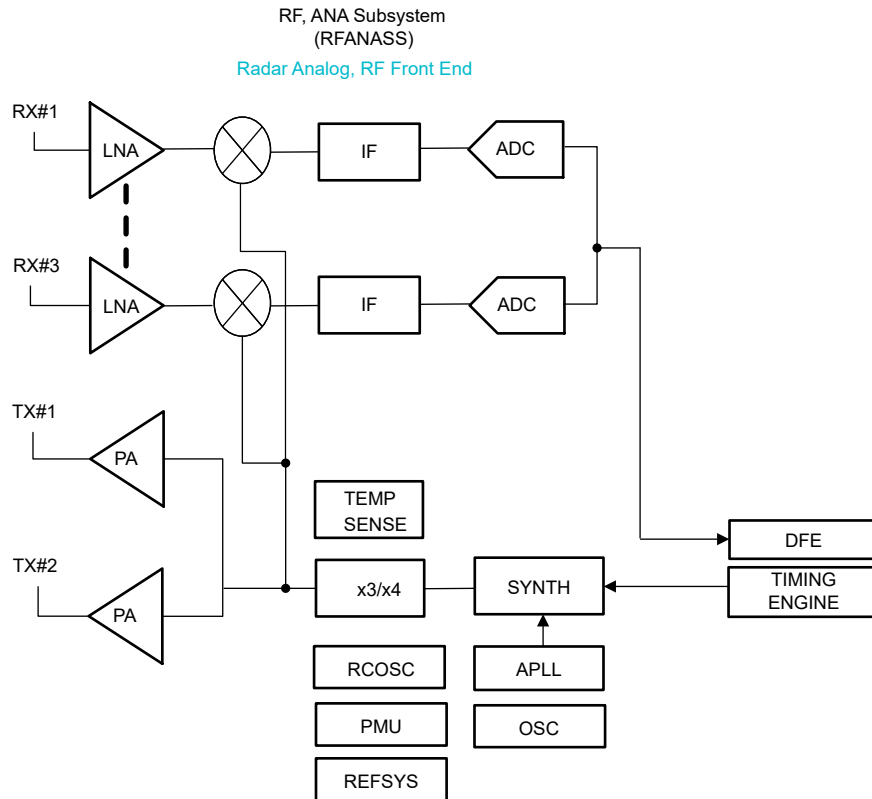 RF, ANA Subsystem
(RFANASS)
Radar Analog, RF Front End
RX#1
LNA
IF
ADC
RX#3
LNA
IF
ADC
TX#1
PA
TEMP
SENSE
DFE
TX#2
PA
x3/x4
SYNTH
TIMING
ENGINE
RCOSC
APLL
PMU
OSC
REFSYS